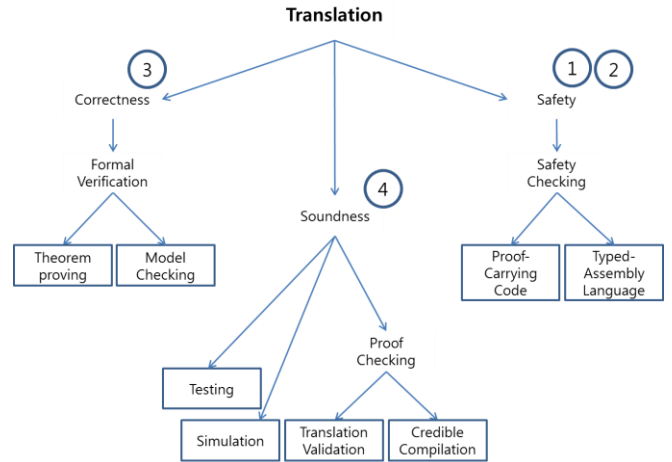 Translation
3
1 2
Correctness
Safety
Formal
Verification
Safety
Checking
4
Soundness
Theorem
proving
Model
Checking
Proof-
Carrying
Code
Typed-
Assembly
Language
Proof
Checking
Testing
Simulation
Translation
Validation
Credible
Compilation